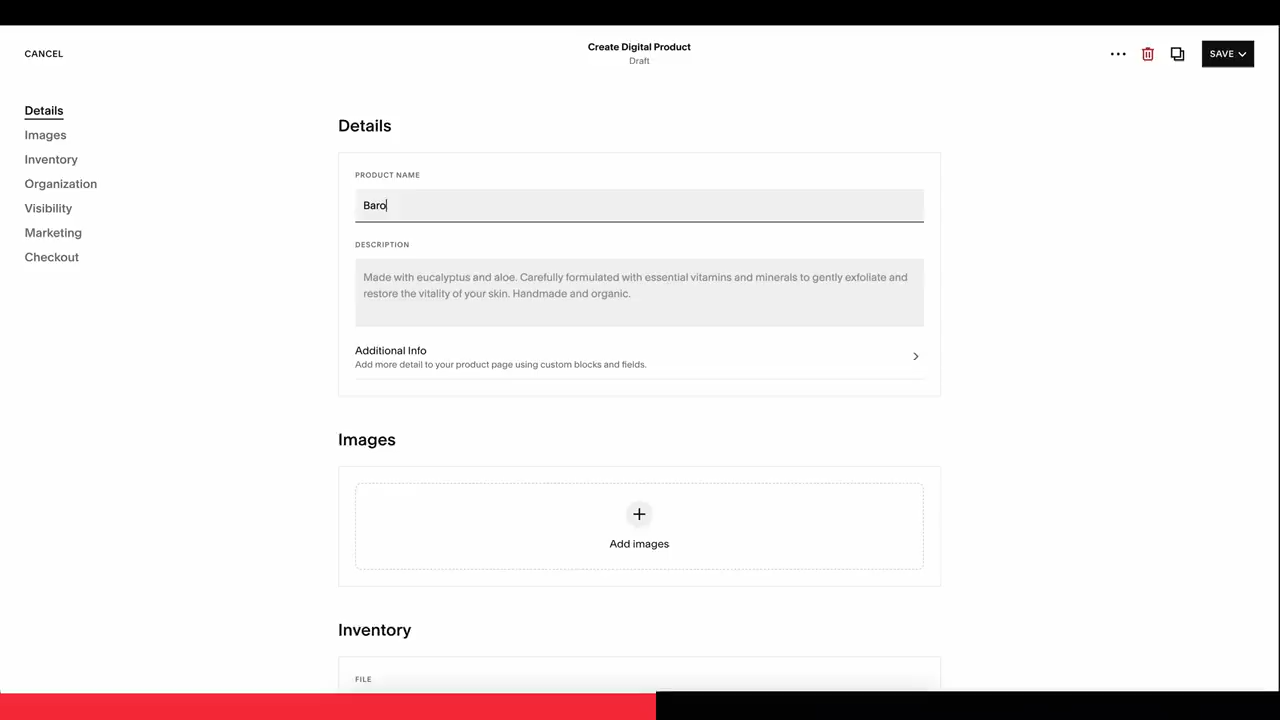 CANCEL
Create Digital Product
Draft
SAVE
Details
Images
Inventory
Organization
Visibility
Marketing
Checkout
Details
PRODUCT NAME
Baro
DESCRIPTION
Made with eucalyptus and aloe. Carefully formulated with essential vitamins and minerals to gently exfoliate and
restore the vitality of your skin. Handmade and organic.
Additional Info
Add more detail to your product page using custom blocks and fields.
Images
Add images
Inventory
FILE